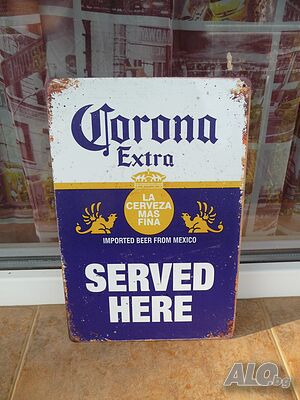 Corona
Extra
LA
CERVEZA
MAS
FINA
IMPORTED BEER FROM MEXICO
SERVED
HERE
ALO.bg